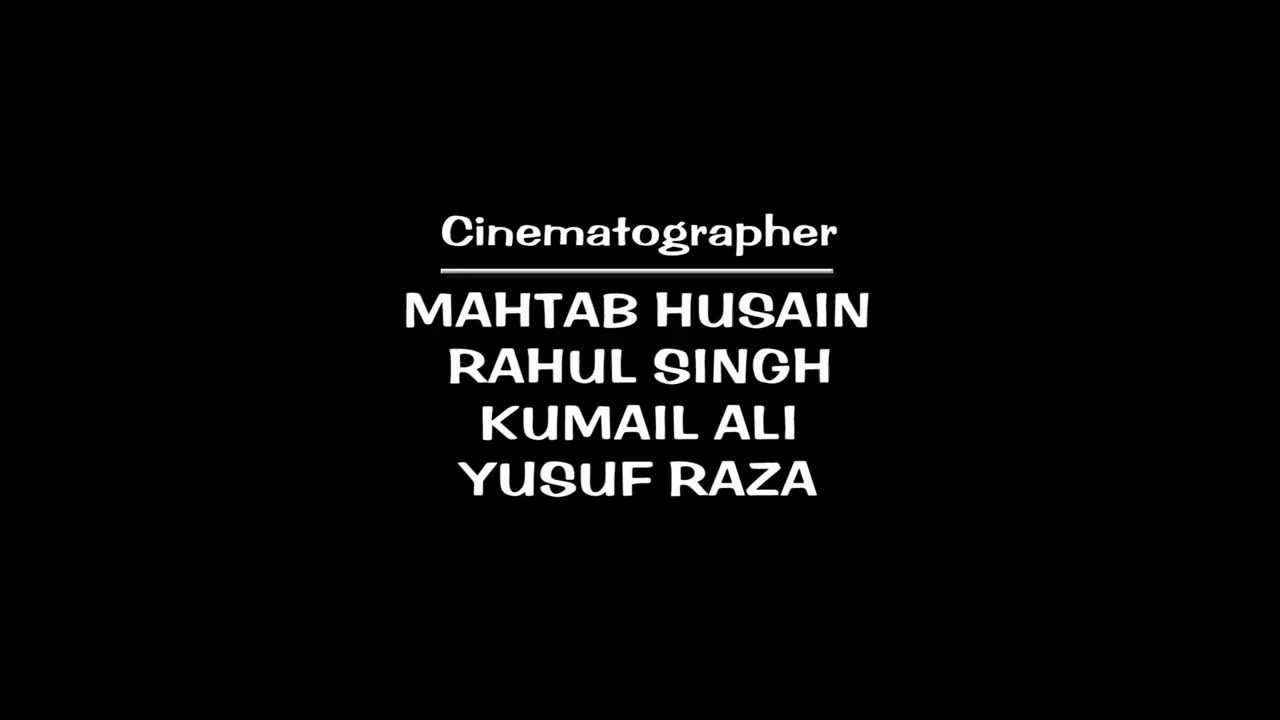 Cinematographer
MAHTAB HUSAIN
RAHUL SINGH
KUMAIL ALI
YUSUF RAZA